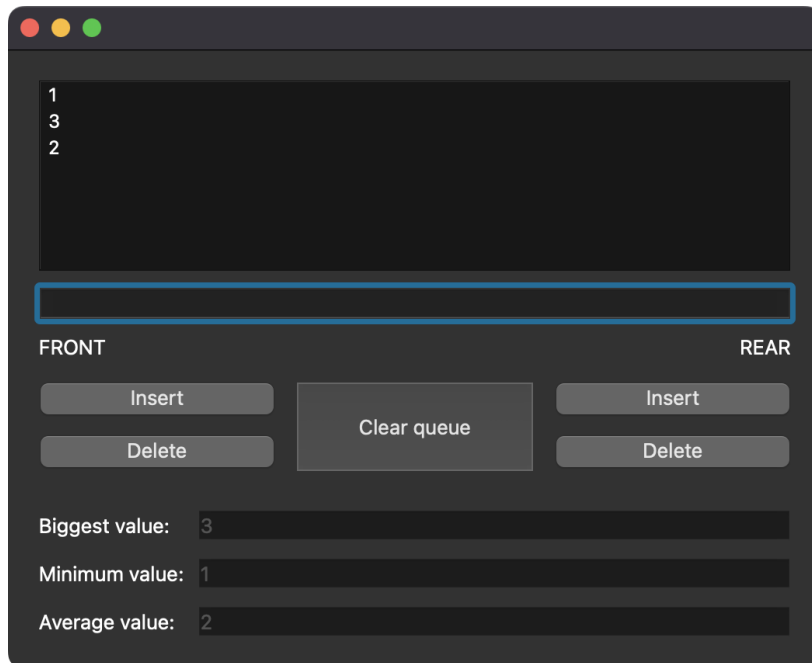 1
3
2
FRONT REAR
Insert Clear queue Insert
Delete Delete
Biggest value: 3
Minimum value: 1
Average value: 2